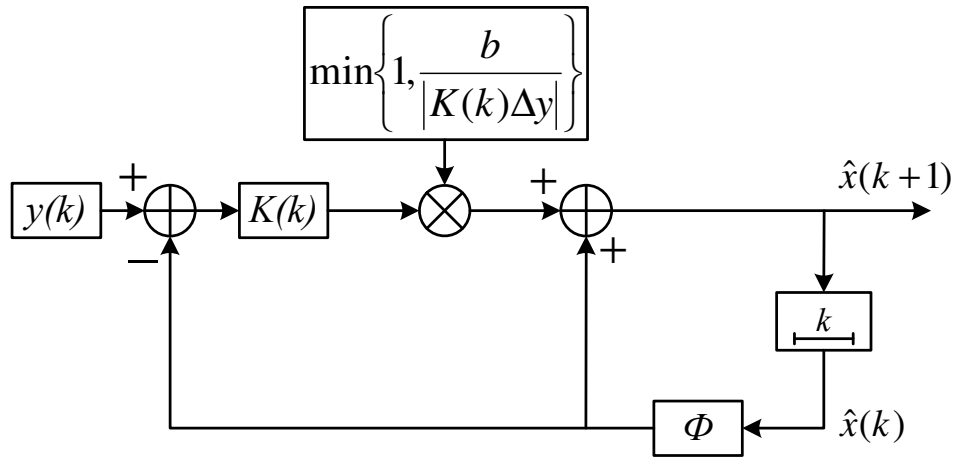 min{1, b / |K(k)Δy|}
+
y(k)
K(k)
+
x̂(k+1)
−
+
k
Φ
x̂(k)